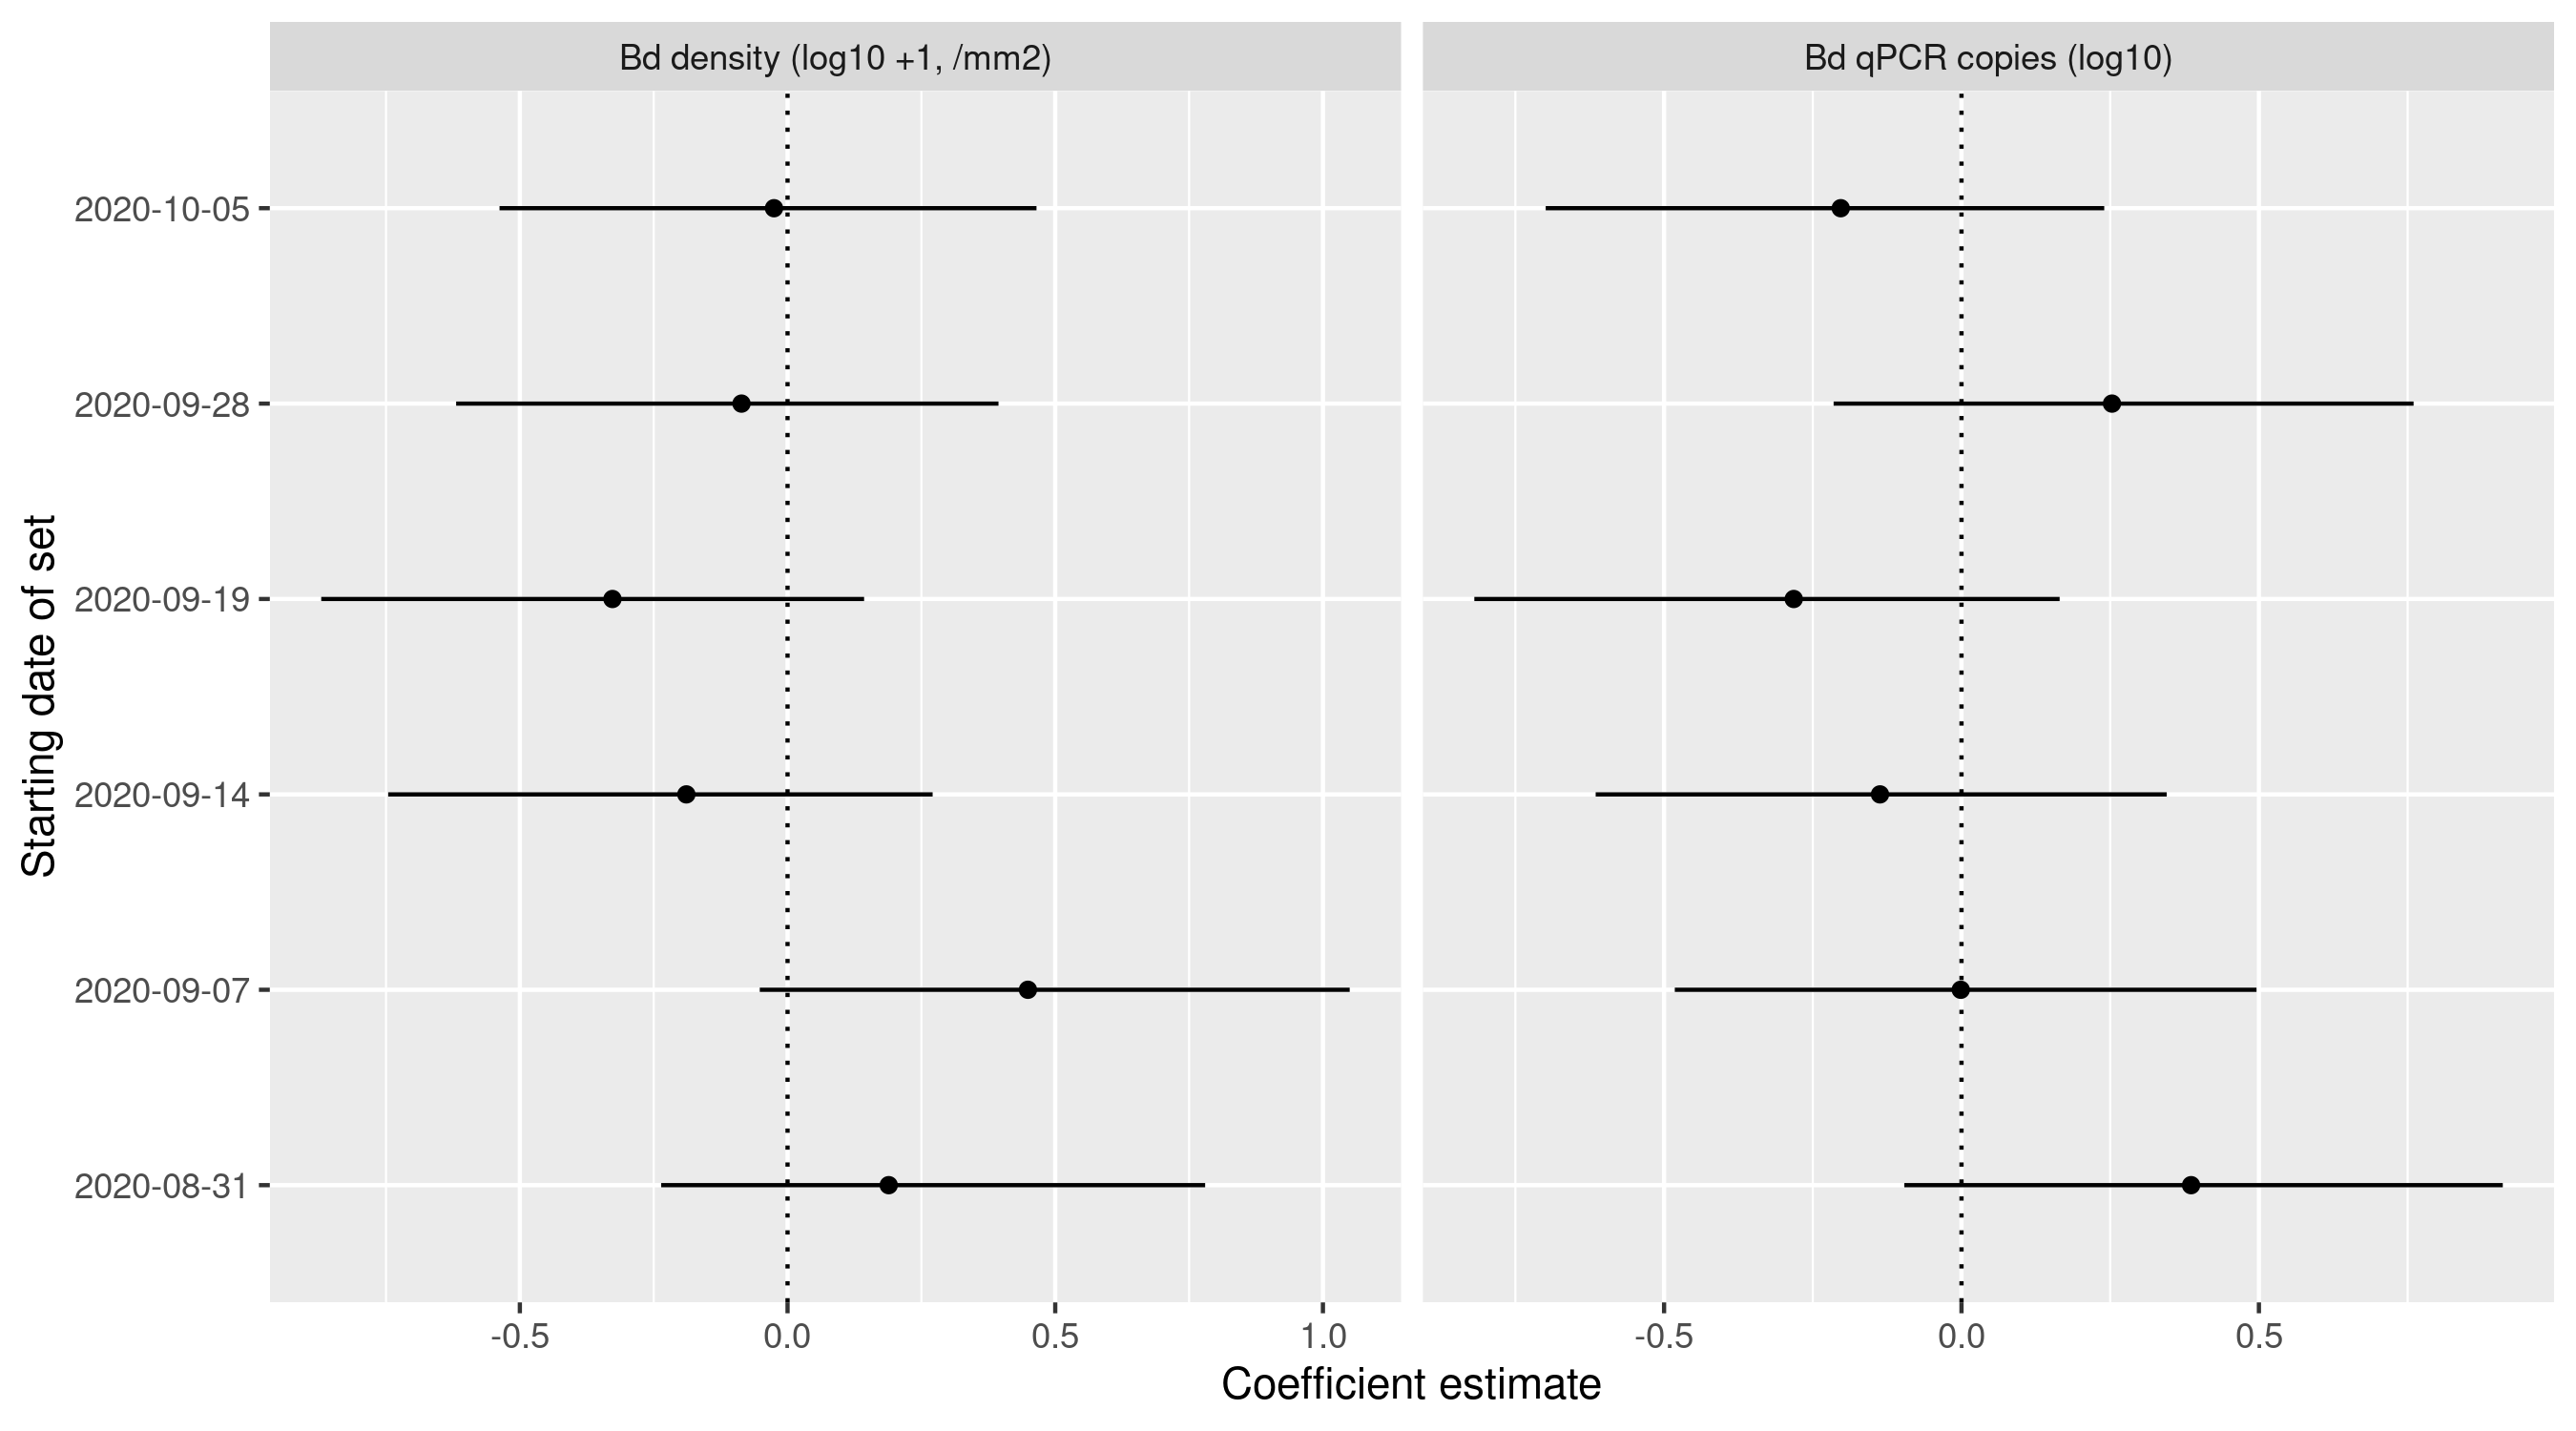 Bd density (log10 +1, /mm2)
Bd qPCR copies (log10)
Starting date of set
2020-10-05
2020-09-28
2020-09-19
2020-09-14
2020-09-07
2020-08-31
-0.5 0.0 0.5 1.0
-0.5 0.0 0.5
Coefficient estimate